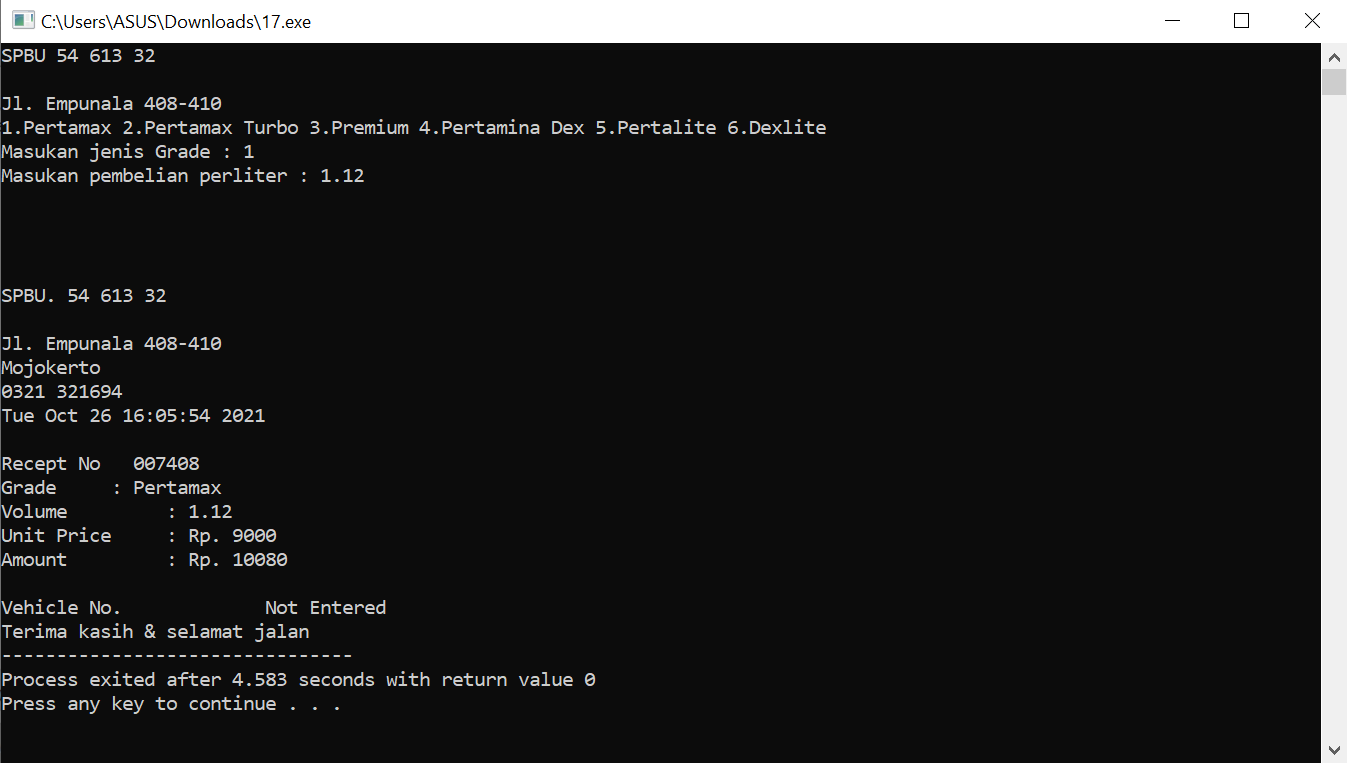 C:\Users\ASUS\Downloads\17.exe
SPBU 54 613 32
Jl. Empunala 408-410
1.Pertamax 2.Pertamax Turbo 3.Premium 4.Pertamina Dex 5.Pertalite 6.Dexlite
Masukan jenis Grade : 1
Masukan pembelian perliter : 1.12
SPBU. 54 613 32
Jl. Empunala 408-410
Mojokerto
0321 321694
Tue Oct 26 16:05:54 2021
Recept No   007408
Grade     : Pertamax
Volume         : 1.12
Unit Price     : Rp. 9000
Amount         : Rp. 10080
Vehicle No.             Not Entered
Terima kasih & selamat jalan
--------------------------------
Process exited after 4.583 seconds with return value 0
Press any key to continue . . .